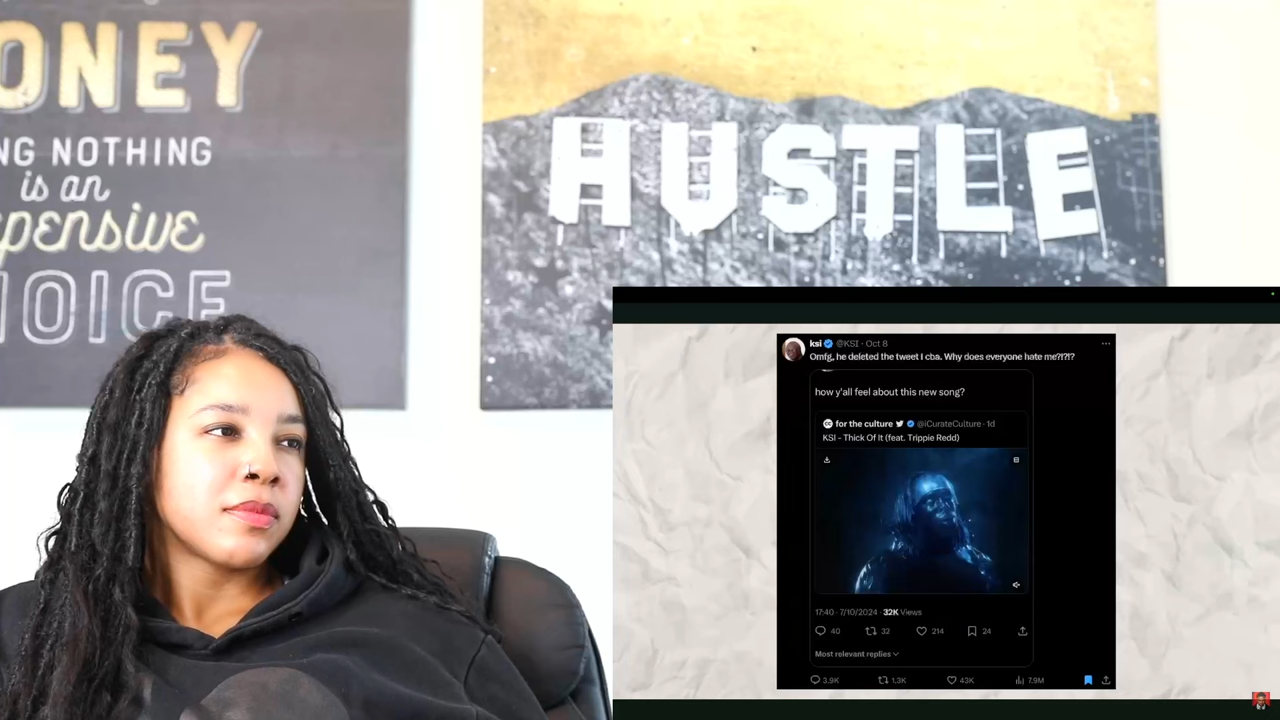 ONEY
NG NOTHING
is an
pensive
HOICE
HUSTLE
ksi @KSI · Oct 8
Omfg, he deleted the tweet I cba. Why does everyone hate me?!?!?
how y'all feel about this new song?
for the culture @iCurateCulture · 1d
KSI - Thick Of It (feat. Trippie Redd)
17:40 · 7/10/2024 · 32K Views
40 32 214 24
Most relevant replies
3.9K 1.3K 43K 7.9M